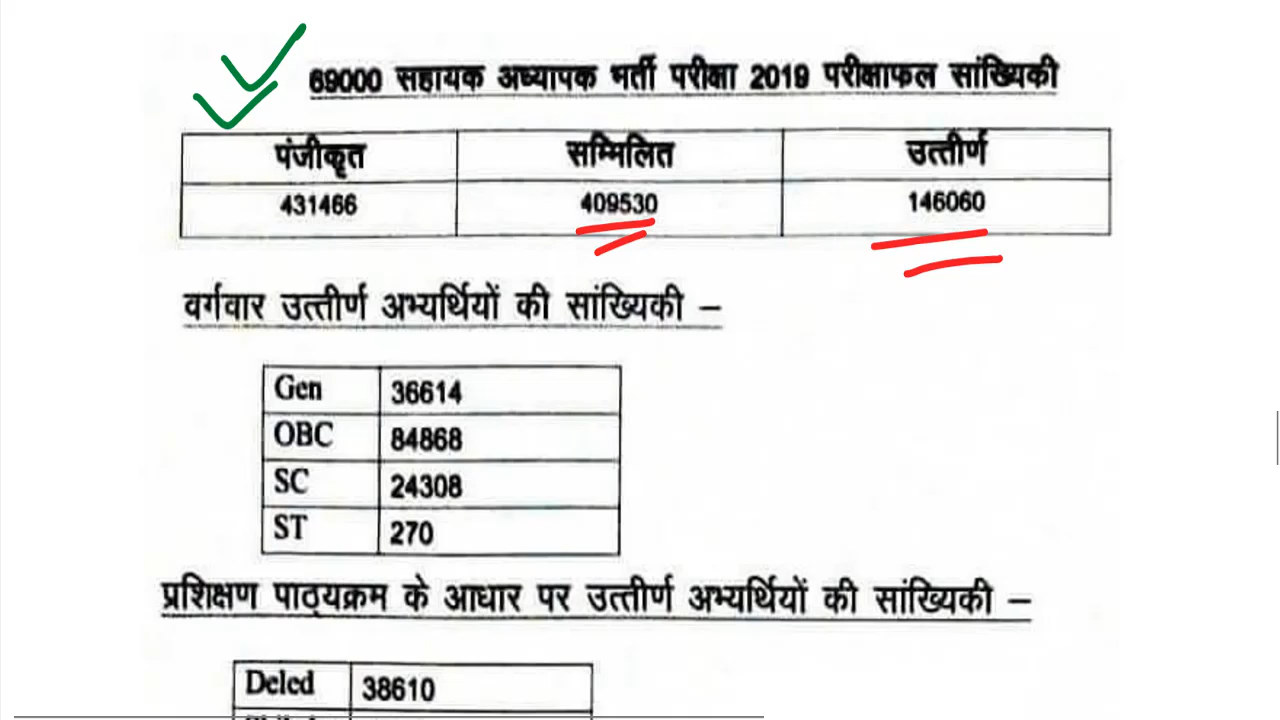 69000 सहायक अध्यापक भर्ती परीक्षा 2019 परीक्षाफल सांख्यिकी
पंजीकृत सम्मिलित उत्तीर्ण
431466 409530 146060
वर्गवार उत्तीर्ण अभ्यर्थियों की सांख्यिकी –
Gen 36614
OBC 84868
SC 24308
ST 270
प्रशिक्षण पाठ्यक्रम के आधार पर उत्तीर्ण अभ्यर्थियों की सांख्यिकी –
Deled 38610